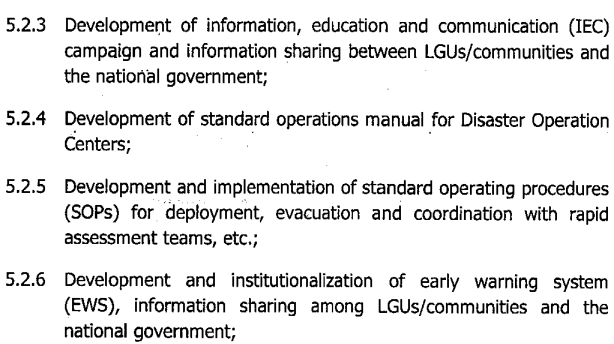 5.2.3 Development of information, education and communication (IEC)
campaign and information sharing between LGUs/communities and
the national government;
5.2.4 Development of standard operations manual for Disaster Operation
Centers;
5.2.5 Development and implementation of standard operating procedures
(SOPs) for deployment, evacuation and coordination with rapid
assessment teams, etc.;
5.2.6 Development and institutionalization of early warning system
(EWS), information sharing among LGUs/communities and the
national government;